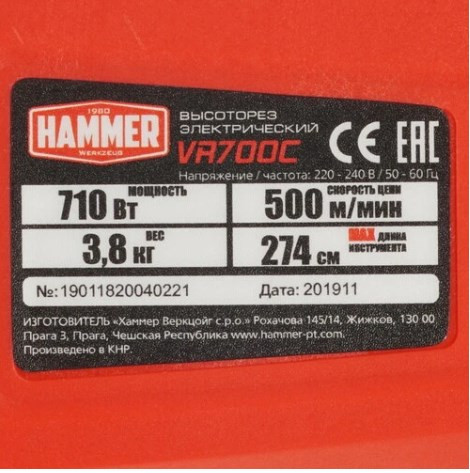 1980
HAMMER
WERKZEUG
ВЫСОТОРЕЗ
ЭЛЕКТРИЧЕСКИЙ
VR700C
CE EAC
Напряжение / частота: 220 - 240 В / 50 - 60 Гц
МОЩНОСТЬ
710 Вт
СКОРОСТЬ ЦЕПИ
500 м/мин
ВЕС
3,8 кг
MAX ДЛИНА
ИНСТРУМЕНТА
274 см
№:19011820040221
Дата: 201911
ИЗГОТОВИТЕЛЬ «Хаммер Веркцойг с.р.о.» Рохачова 145/14, Жижков, 130 00
Прага 3, Прага, Чешская Республика www.hammer-pt.com.
Произведено в КНР.